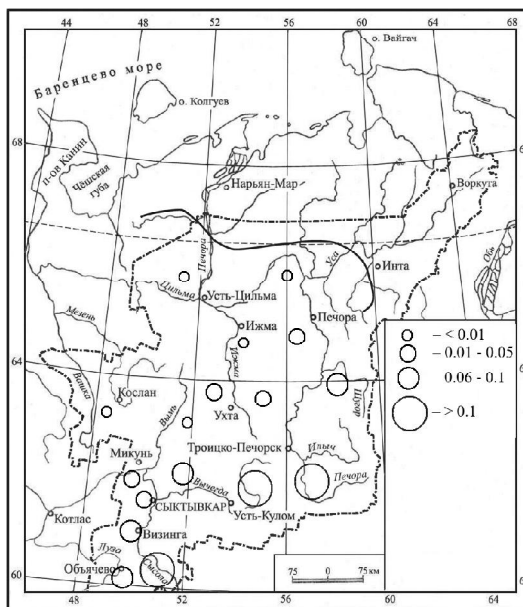 44 48 52 56 60 64 68
о. Вайгач
Баренцево море
о. Колгуев
68
п-ов Канин
Чёшская
губа
Нарьян-Мар
Воркута
Печора
Уса
Обь
Инта
Цильма
Усть-Цильма
Мезень
Ижма
Печора
– < 0.01
– 0.01 - 0.05
0.06 - 0.1
– > 0.1
64
Ижма
Вашка
Кослан
Вымь
Ухта
Щугор
Микунь
Троицко-Печорск
Илыч
Печора
Вычегда
СЫКТЫВКАР
Усть-Кулом
Котлас
Визинга
Луза
Объячево
Сысола
60
75 0 75 км
48 52 56 60